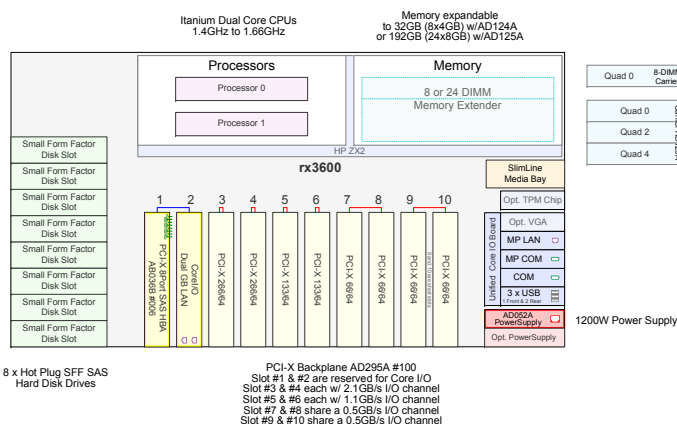 Itanium Dual Core CPUs
1.4GHz to 1.66GHz
Memory expandable
to 32GB (8x4GB) w/AD124A
or 192GB (24x8GB) w/AD125A
Processors
Processor 0
Processor 1
Memory
8 or 24 DIMM
Memory Extender
HP ZX2
rx3600
Quad 0
8-DIMM
Carrie
Quad 0
Quad 2
Quad 4
Small Form Factor
Disk Slot
Small Form Factor
Disk Slot
Small Form Factor
Disk Slot
Small Form Factor
Disk Slot
Small Form Factor
Disk Slot
Small Form Factor
Disk Slot
Small Form Factor
Disk Slot
Small Form Factor
Disk Slot
1 2 3 4 5 6 7 8 9 10
PCI-X 8Port SAS HBA
AB036B #006
CoreI/O
Dual GB LAN
PCI-X 266/64
PCI-X 266/64
PCI-X 133/64
PCI-X 133/64
PCI-X 66/64
PCI-X 66/64
PCI-X 66/64
PCI-X 66/64
SlimLine
Media Bay
Opt. TPM Chip
Unified Core I O Board
Opt. VGA
MP LAN
MP COM
COM
3 x USB
1 Front & 2 Rear
AD052A
PowerSupply
Opt. PowerSupply
1200W Power Supply
8 x Hot Plug SFF SAS
Hard Disk Drives
PCI-X Backplane AD295A #100
Slot #1 & #2 are reserved for Core I/O
Slot #3 & #4 each w/ 2.1GB/s I/O channel
Slot #5 & #6 each w/ 1.1GB/s I/O channel
Slot #7 & #8 share a 0.5GB/s I/O channel
Slot #9 & #10 share a 0.5GB/s I/O channel